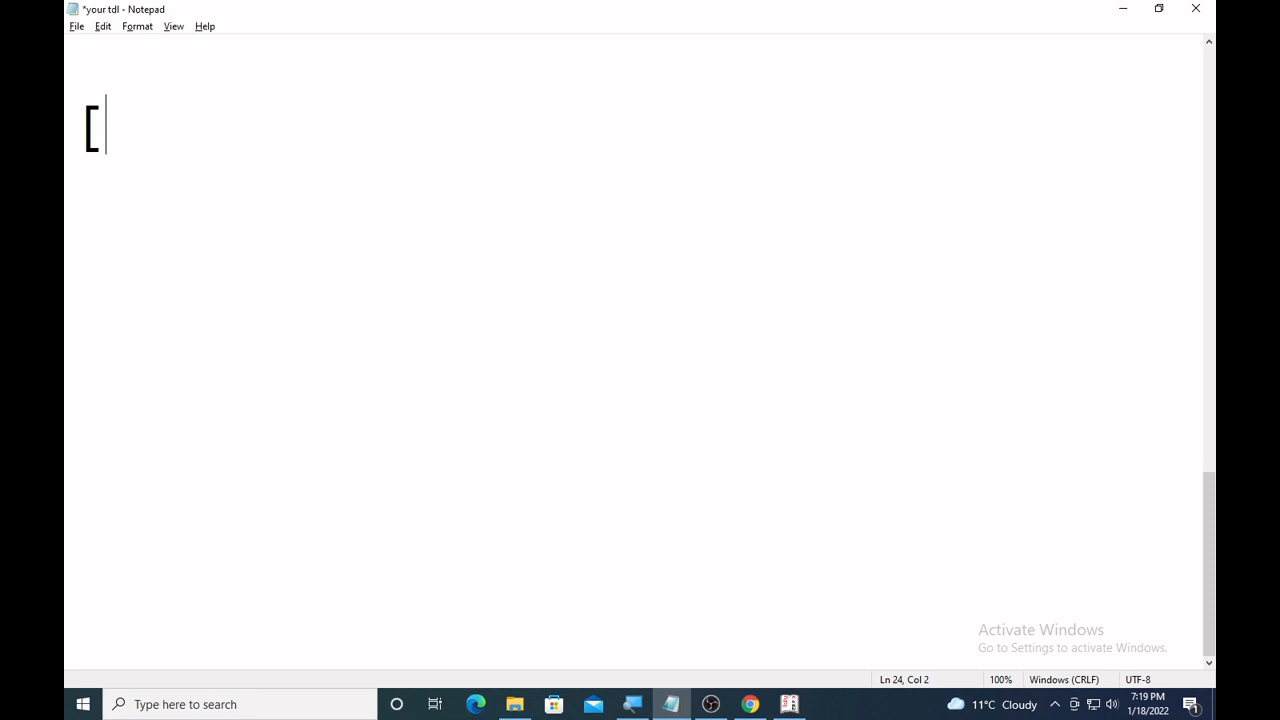 *your tdl - Notepad
File Edit Format View Help
[
Activate Windows
Go to Settings to activate Windows.
Ln 24, Col 2 100% Windows (CRLF) UTF-8
Type here to search
11°C Cloudy
7:19 PM
1/18/2022
1